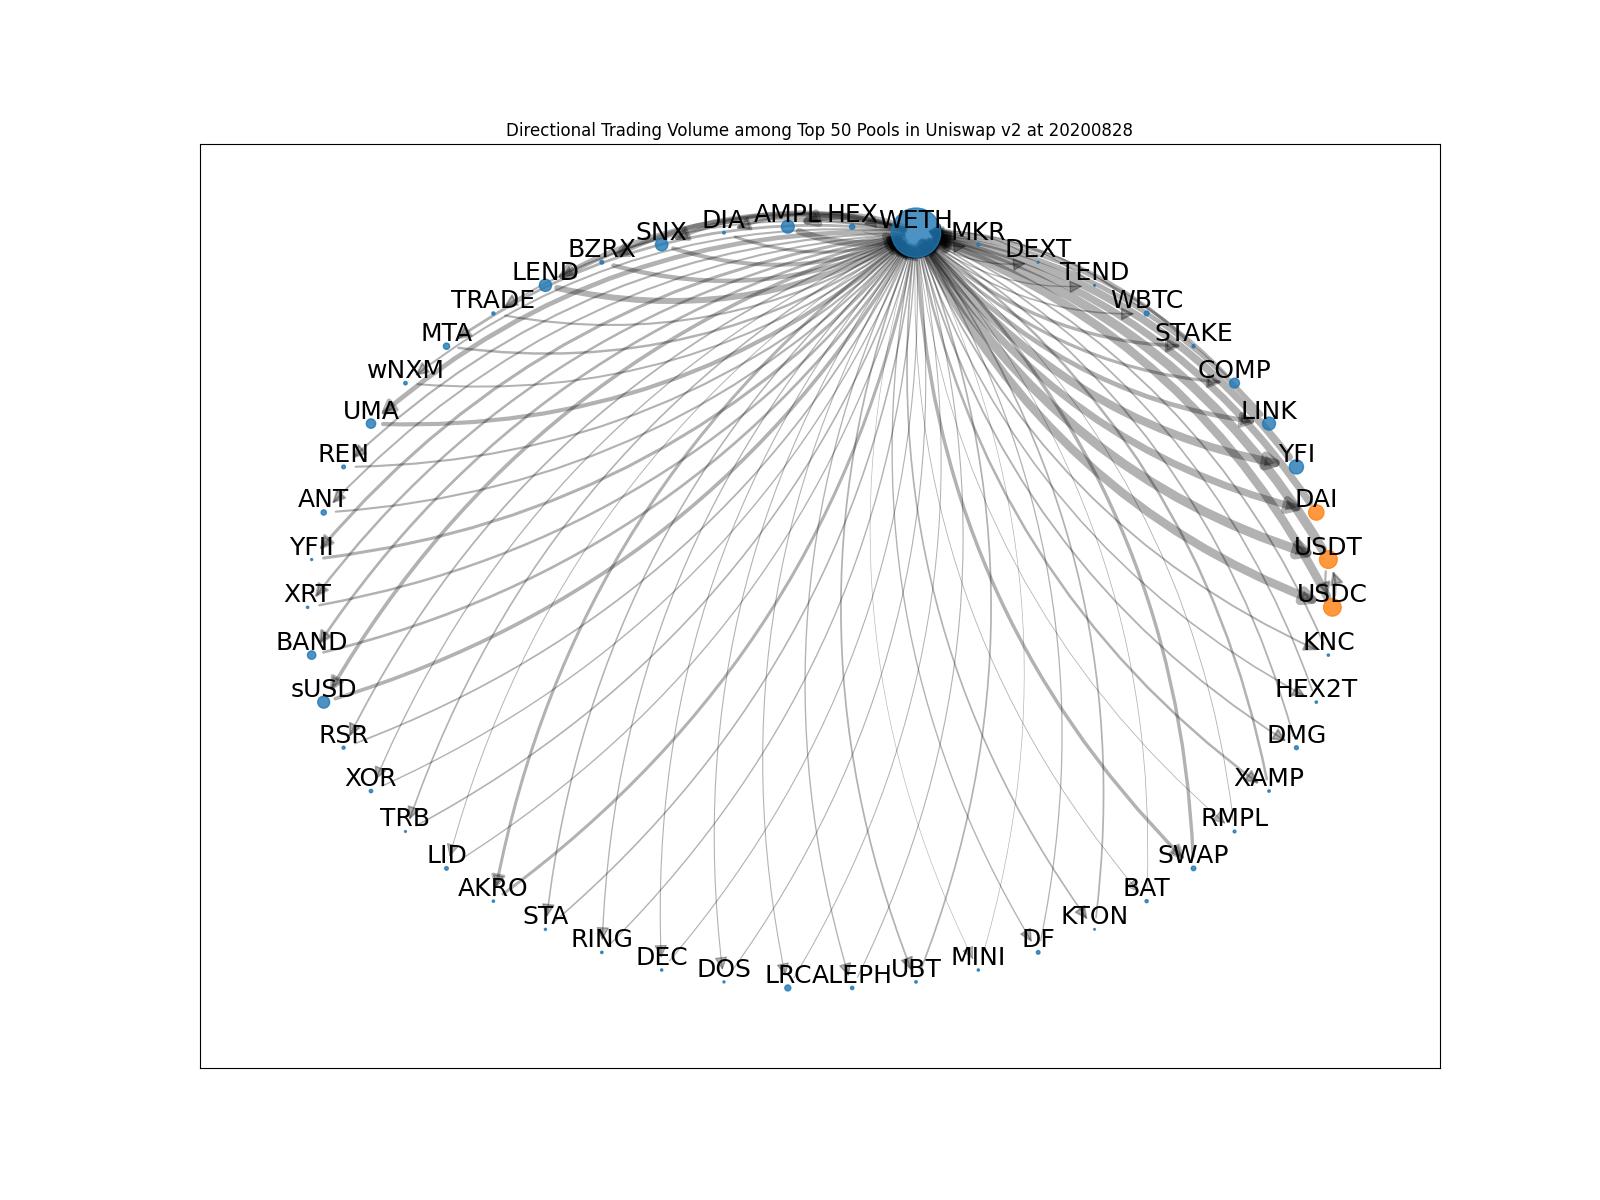 Directional Trading Volume among Top 50 Pools in Uniswap v2 at 20200828
DIA AMPL HEX WETH MKR
SNX
BZRX DEXT
LEND TEND
TRADE WBTC
MTA STAKE
wNXM COMP
UMA LINK
REN YFI
ANT DAI
YFII USDT
XRT USDC
BAND KNC
sUSD HEX2T
RSR DMG
XOR XAMP
TRB RMPL
LID SWAP
AKRO BAT
STA KTON
RING DF
DEC MINI
DOS LRC ALEPH UBT